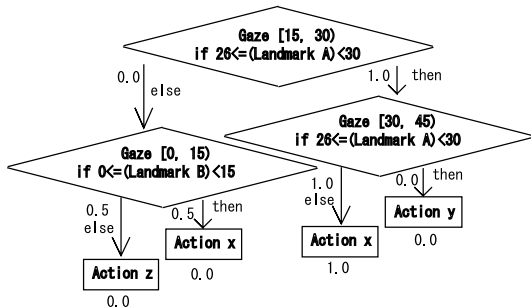 Gaze [15, 30)
if 26<=(Landmark A)<30
0.0
else
1.0
then
Gaze [30, 45)
if 26<=(Landmark A)<30
Gaze [0, 15)
if 0<=(Landmark B)<15
1.0
else
0.0
then
0.5
else
0.5
then
Action y
0.0
Action x
0.0
Action x
1.0
Action z
0.0